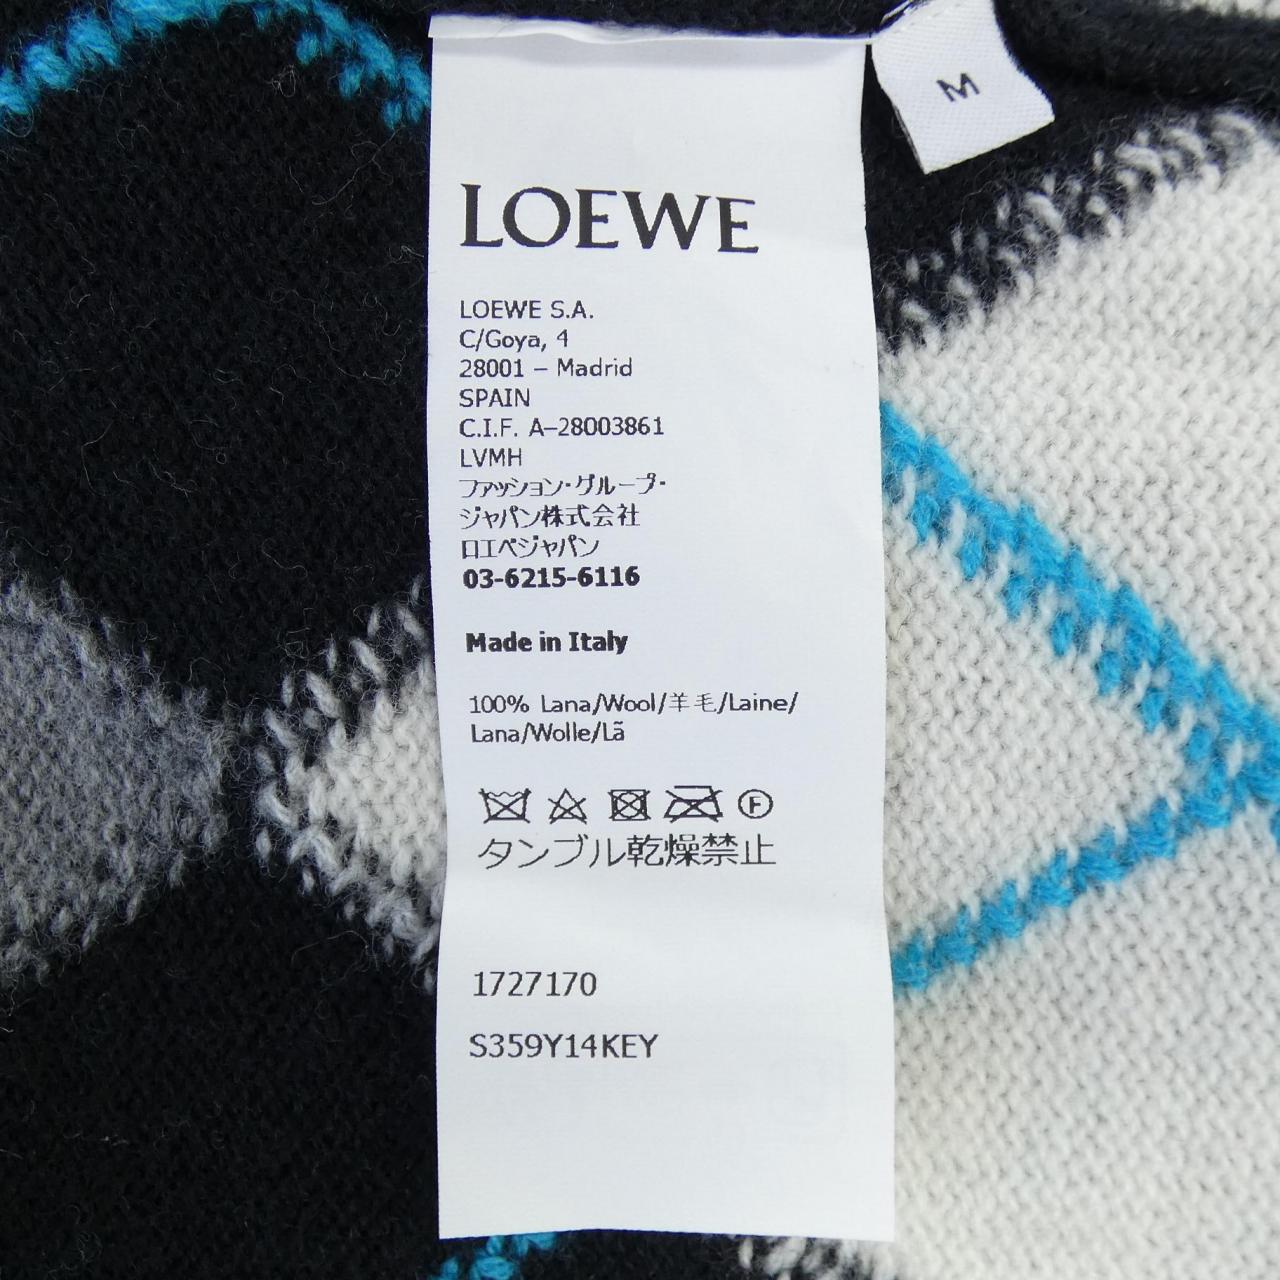 M
LOEWE
LOEWE S.A.
C/Goya, 4
28001 – Madrid
SPAIN
C.I.F. A–28003861
LVMH
ファッション・グループ・
ジャパン株式会社
ロエベジャパン
03-6215-6116
Made in Italy
100% Lana/Wool/羊毛/Laine/
Lana/Wolle/Lã
F
タンブル乾燥禁止
1727170
S359Y14KEY